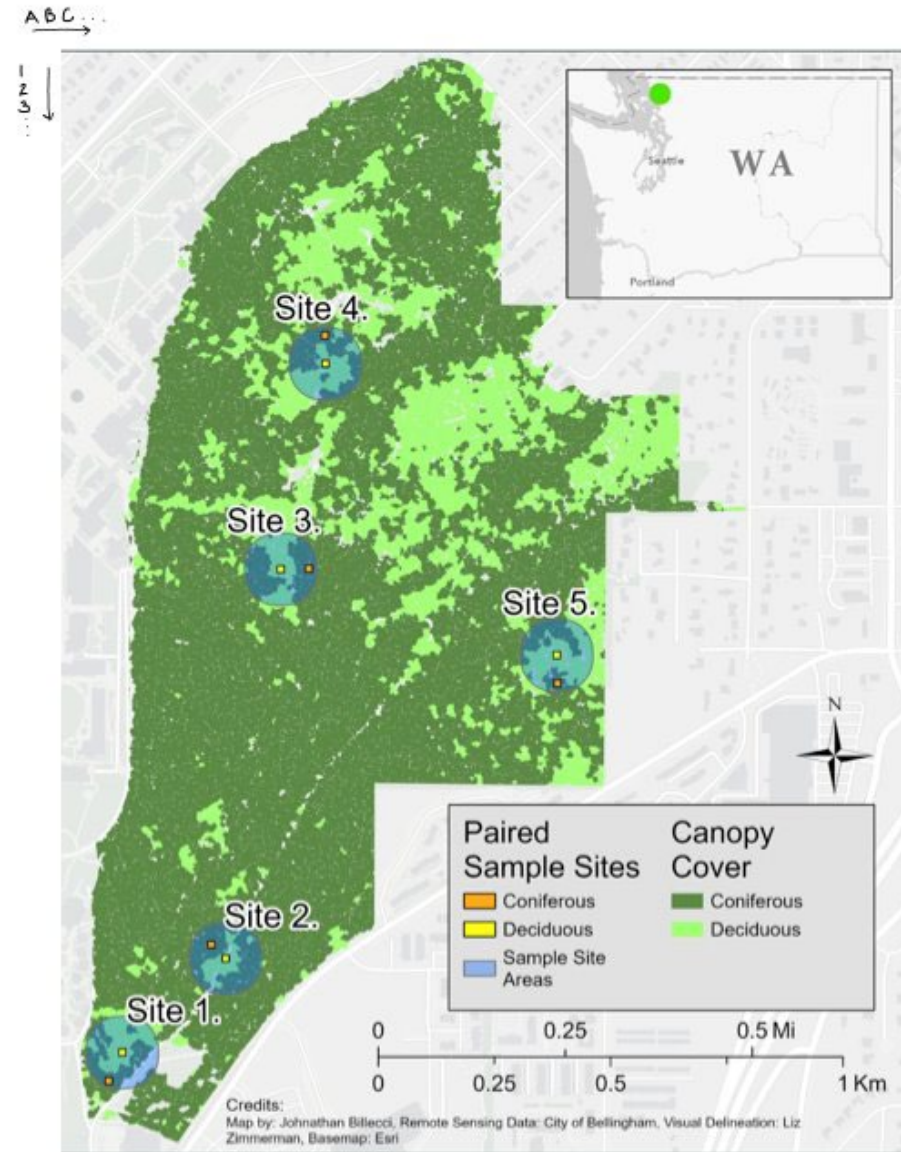 A B C ...
1
2
3
:
Seattle
WA
Portland
Site 4.
Site 3.
Site 5.
N
Site 2.
Site 1.
Paired
Sample Sites
Coniferous
Deciduous
Sample Site
Areas
Canopy
Cover
Coniferous
Deciduous
0 0.25 0.5 Mi
0 0.25 0.5 1 Km
Credits:
Map by: Johnathan Billecci, Remote Sensing Data: City of Bellingham, Visual Delineation: Liz
Zimmerman, Basemap: Esri